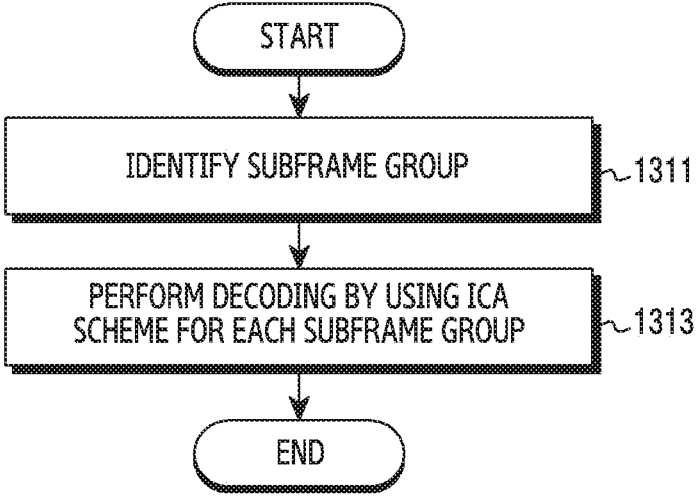 START
IDENTIFY SUBFRAME GROUP
1311
PERFORM DECODING BY USING ICA
SCHEME FOR EACH SUBFRAME GROUP
1313
END